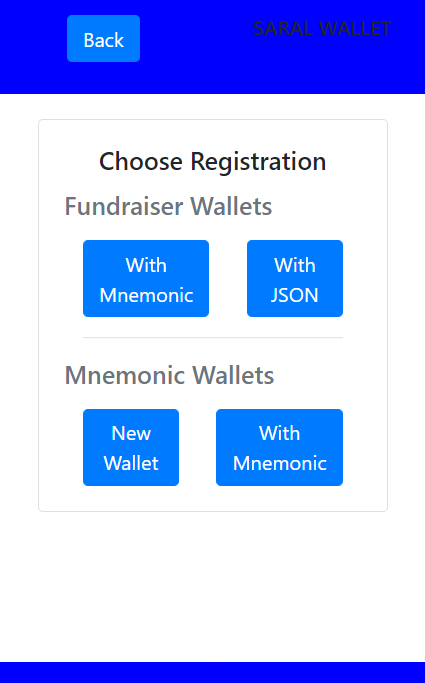 Back
SARAL WALLET
Choose Registration
Fundraiser Wallets
With
Mnemonic
With
JSON
Mnemonic Wallets
New
Wallet
With
Mnemonic